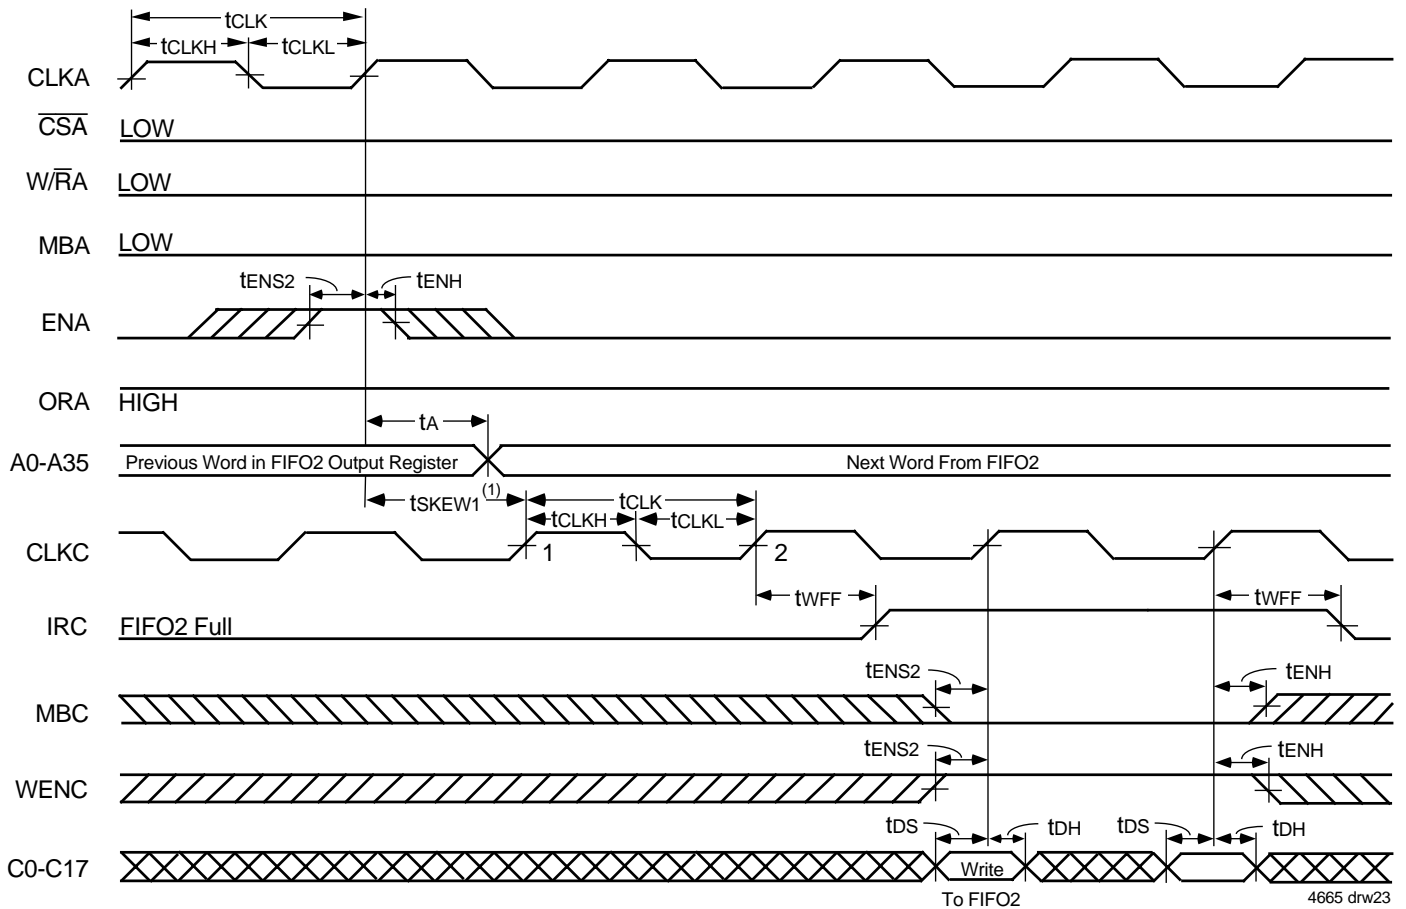 tCLK
tCLKH
tCLKL
CLKA
CSA
LOW
W/RA
LOW
MBA
LOW
tENS2
tENH
ENA
ORA
HIGH
tA
A0-A35
Previous Word in FIFO2 Output Register
Next Word From FIFO2
tSKEW1(1)
tCLK
tCLKH
tCLKL
CLKC
1
2
tWFF
tWFF
IRC
FIFO2 Full
tENS2
tENH
MBC
tENS2
tENH
WENC
tDS
tDH
tDS
tDH
C0-C17
Write
To FIFO2
4665 drw23